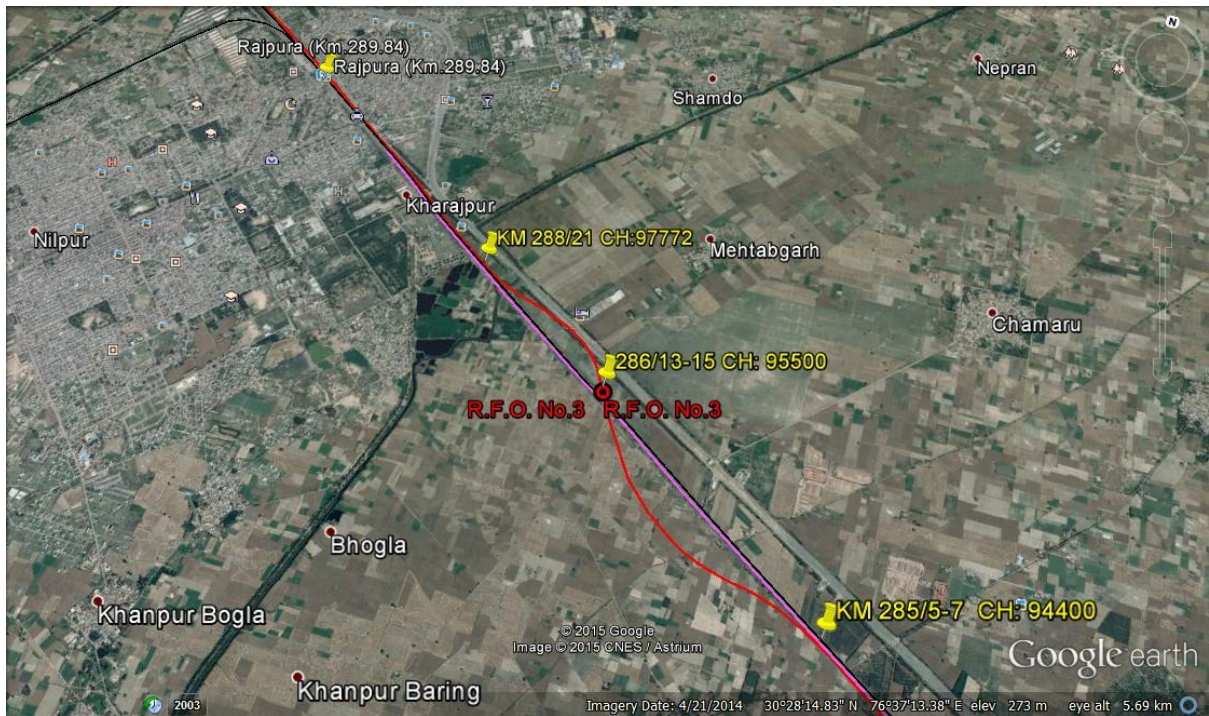 N
Rajpura (Km.289.84)
Rajpura (Km.289.84)
Nepran
Shamdo
H
H
Kharajpur
Nilpur
KM 288/21 CH:97772
Mehtabgarh
Chamaru
286/13-15 CH: 95500
R.F.O. No.3 R.F.O. No.3
Bhogla
Khanpur Bogla
KM 285/5-7 CH: 94400
© 2015 Google
Image © 2015 CNES / Astrium
Google earth
Khanpur Baring
2003
Imagery Date: 4/21/2014 30°28'14.83" N 76°37'13.38" E elev 273 m eye alt 5.69 km